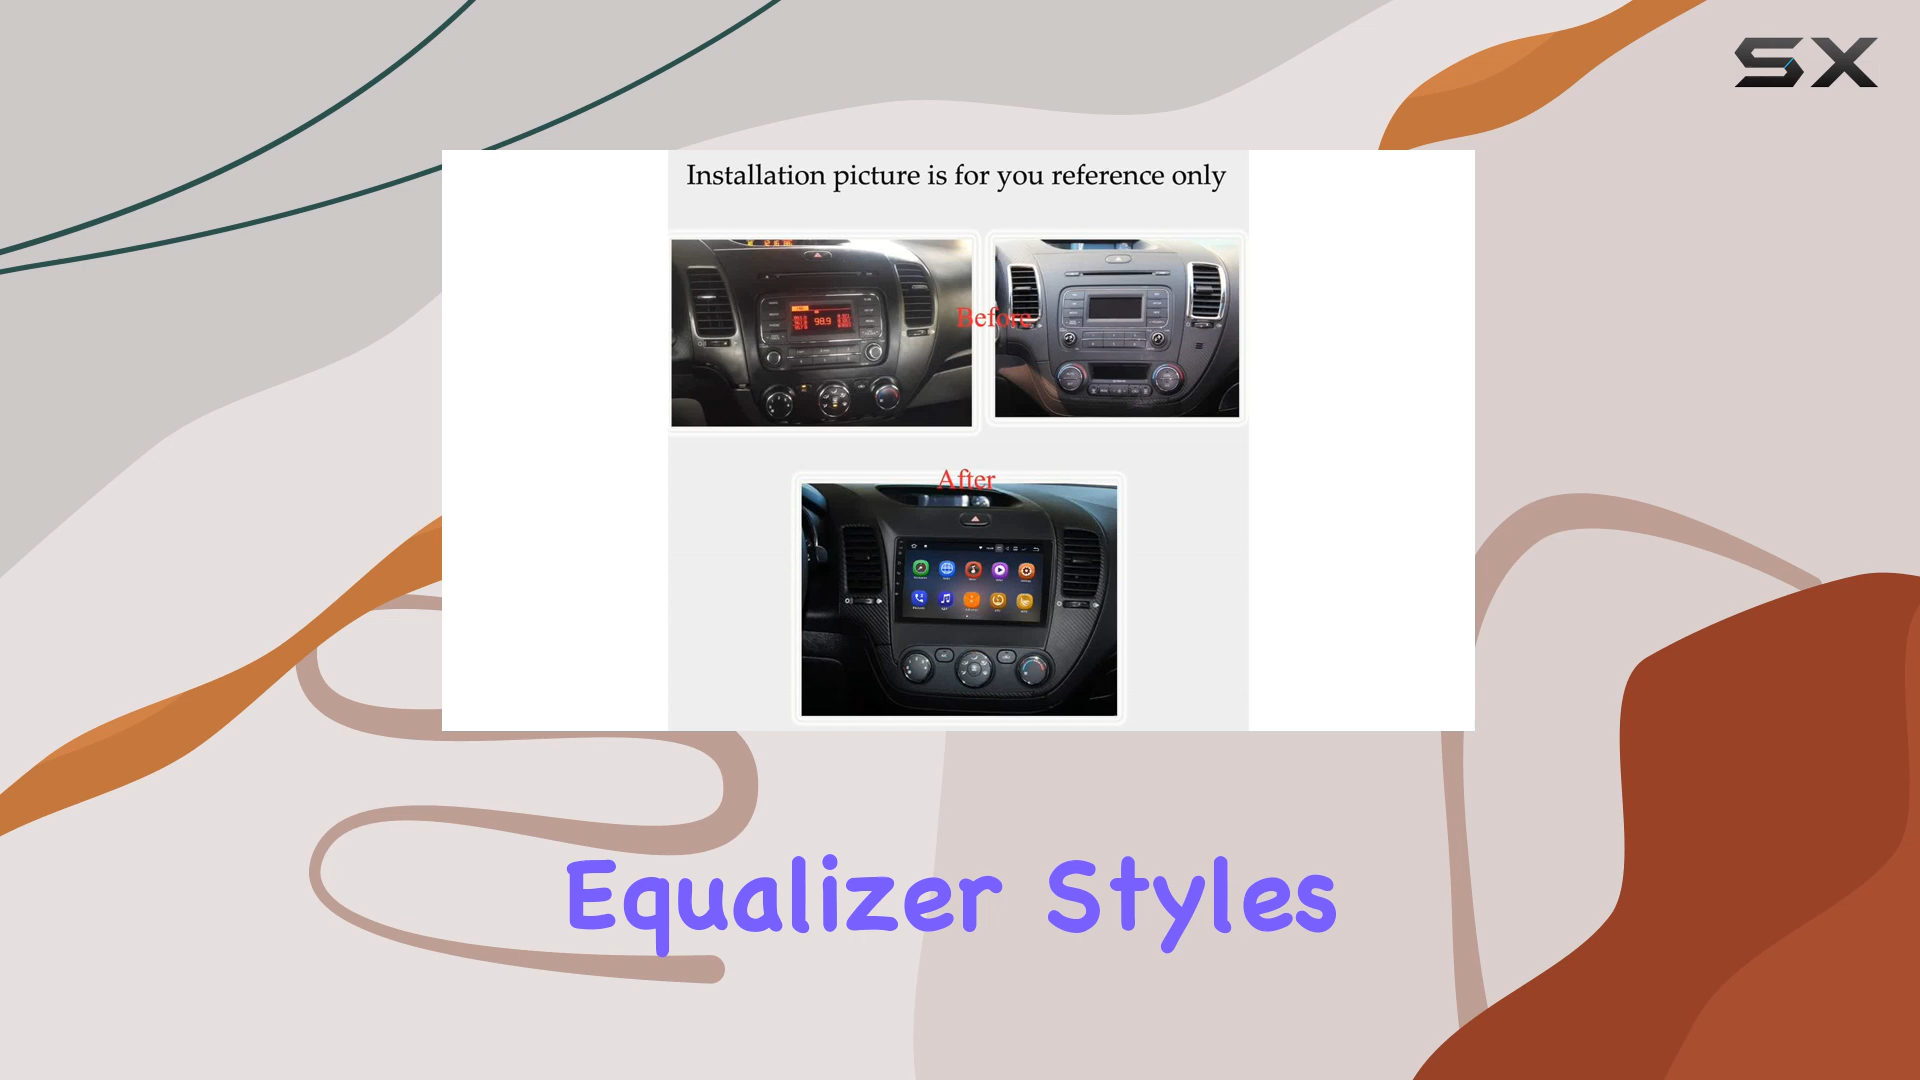 SX
Installation picture is for you reference only
98.9
Before
After
Equalizer Styles